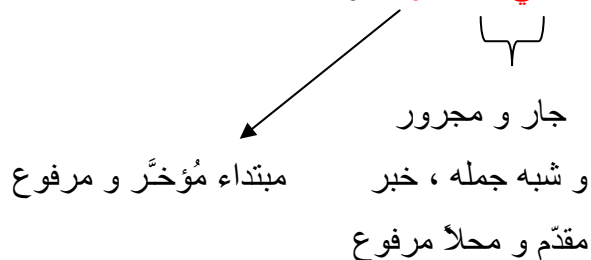 جار و مجرور
و شبه جمله ، خبر مبتداء مُؤخَّر و مرفوع
مقدّم و محلاً مرفوع